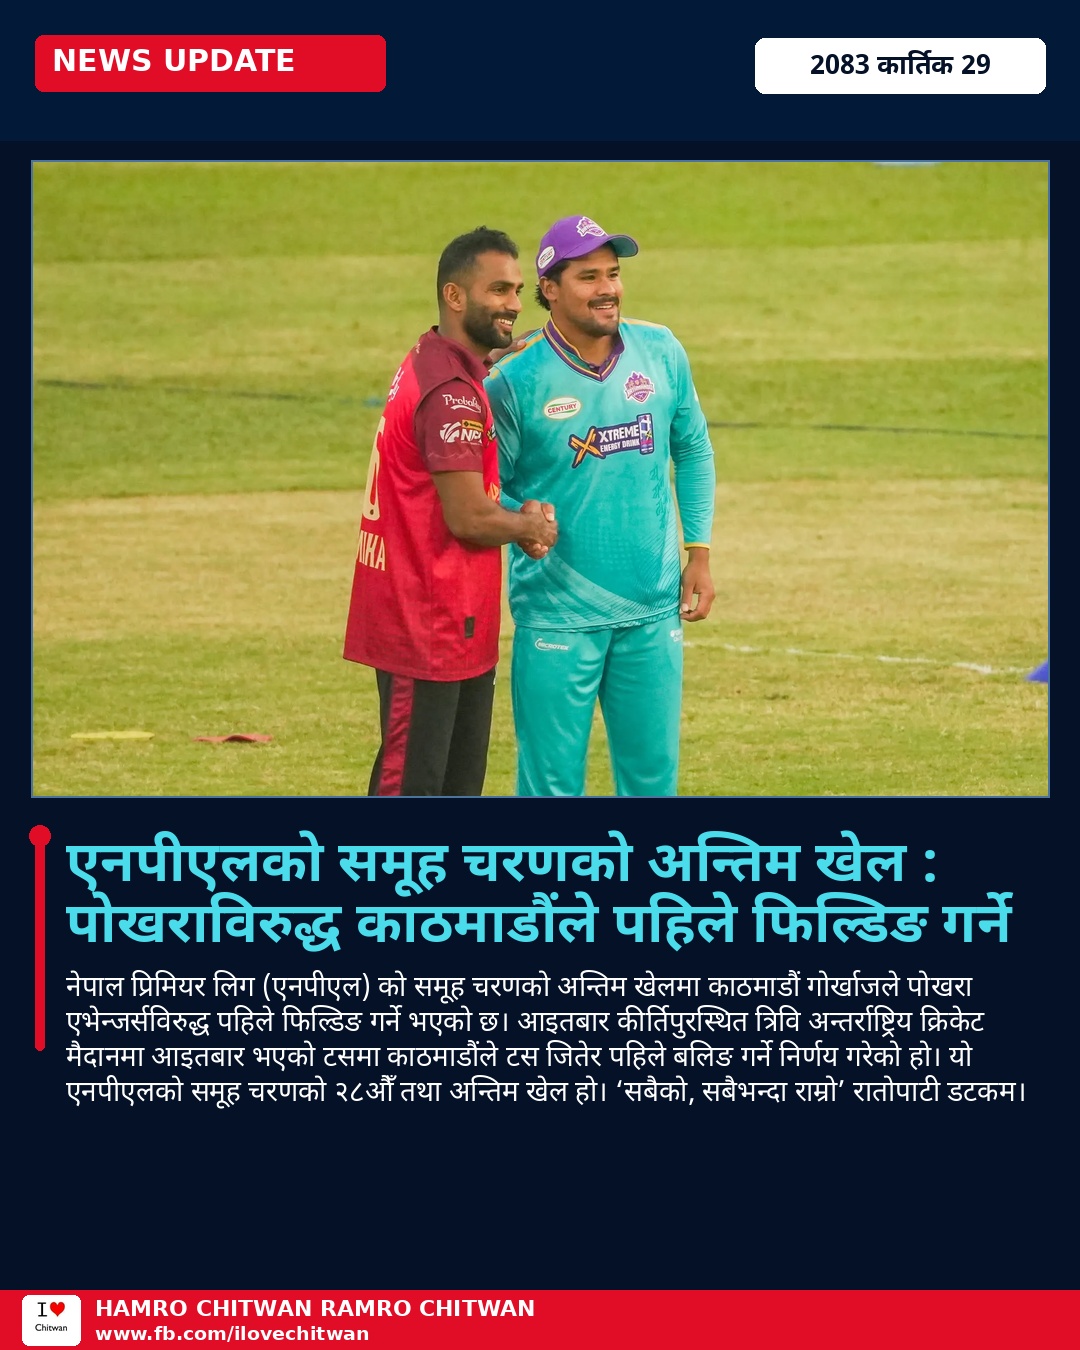 NEWS UPDATE
2083 कार्तिक 29
Probably
NPL
6
MIKA
CENTURY
XTREME
ENERGY DRINK
एनपीएलको समूह चरणको अन्तिम खेल :
पोखराविरुद्ध काठमाडौंले पहिले फिल्डिङ गर्ने
नेपाल प्रिमियर लिग (एनपीएल) को समूह चरणको अन्तिम खेलमा काठमाडौं गोर्खाजले पोखरा
एभेन्जर्सविरुद्ध पहिले फिल्डिङ गर्ने भएको छ। आइतबार कीर्तिपुरस्थित त्रिवि अन्तर्राष्ट्रिय क्रिकेट
मैदानमा आइतबार भएको टसमा काठमाडौंले टस जितेर पहिले बलिङ गर्ने निर्णय गरेको हो। यो
एनपीएलको समूह चरणको २८औँ तथा अन्तिम खेल हो। ‘सबैको, सबैभन्दा राम्रो’ रातोपाटी डटकम।
I❤
Chitwan
HAMRO CHITWAN RAMRO CHITWAN
www.fb.com/ilovechitwan